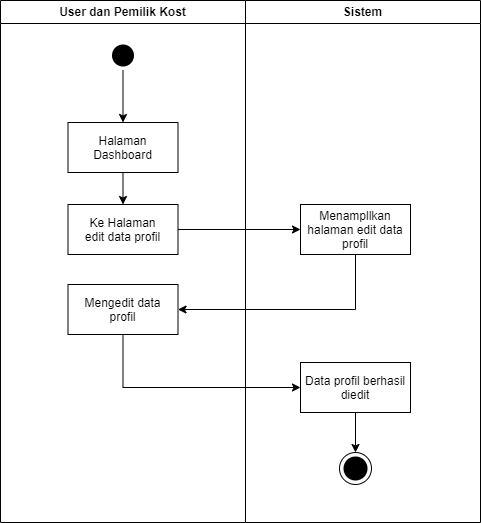 User dan Pemilik Kost
Sistem
Halaman
Dashboard
Ke Halaman
edit data profil
Menampllkan
halaman edit data
profil
Mengedit data
profil
Data profil berhasil
diedit